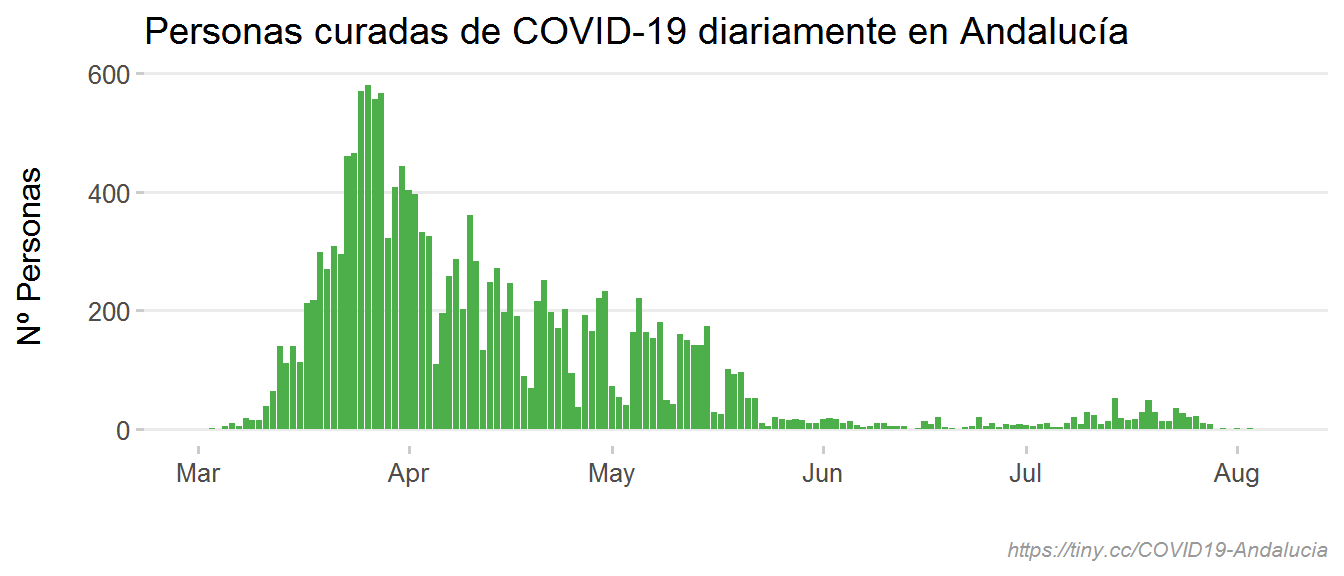 Personas curadas de COVID-19 diariamente en Andalucía
600
400
200
0
Nº Personas
Mar Apr May Jun Jul Aug
https://tiny.cc/COVID19-Andalucia